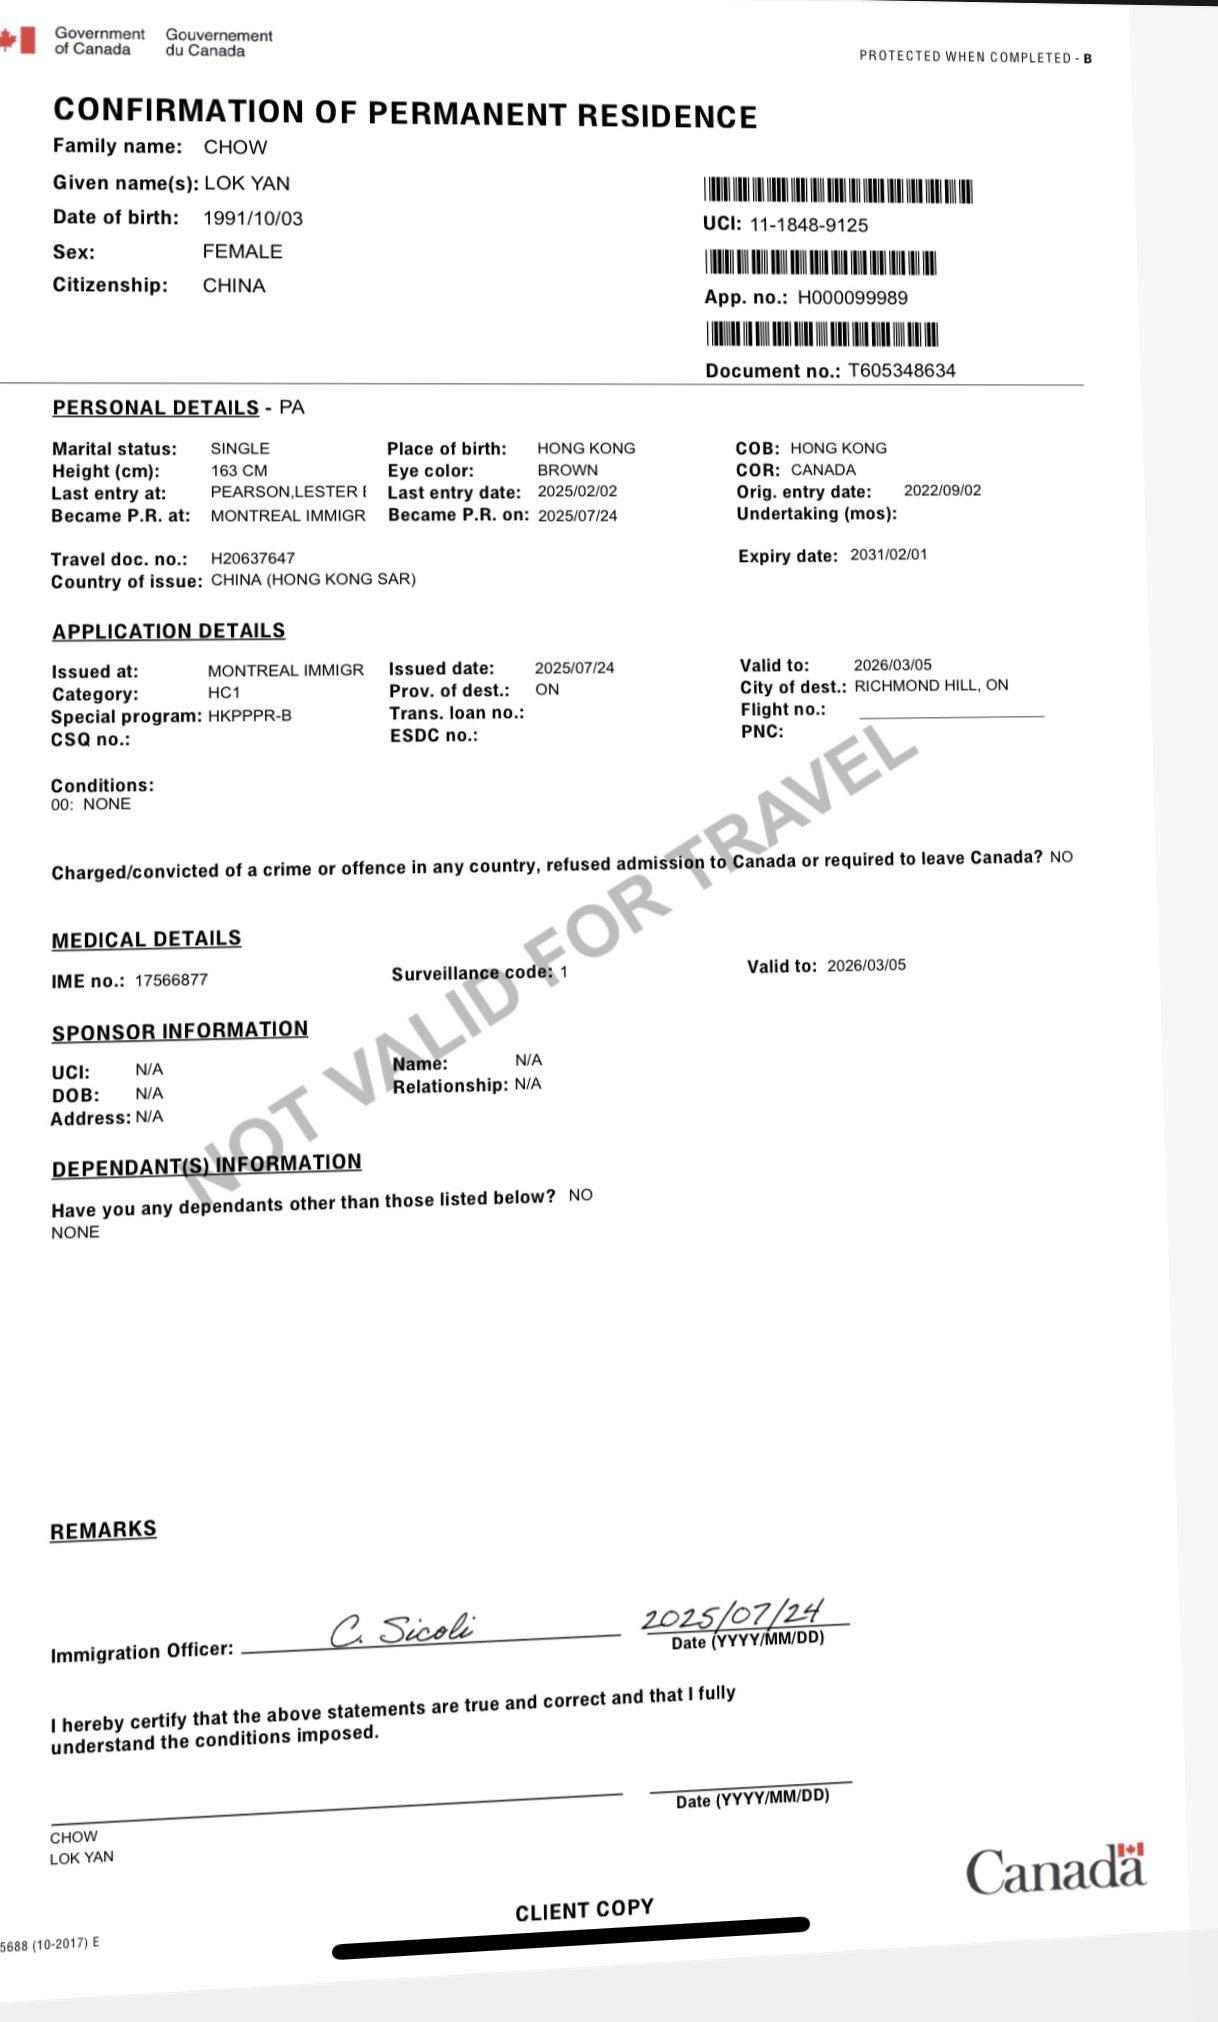 Government of Canada Gouvernement du Canada
PROTECTED WHEN COMPLETED - B
CONFIRMATION OF PERMANENT RESIDENCE
Family name: CHOW
Given name(s): LOK YAN
Date of birth: 1991/10/03
Sex: FEMALE
Citizenship: CHINA
UCI: 11-1848-9125
App. no.: H000099989
Document no.: T605348634
PERSONAL DETAILS - PA
Marital status: SINGLE Place of birth: HONG KONG COB: HONG KONG
Height (cm): 163 CM Eye color: BROWN COR: CANADA
Last entry at: PEARSON,LESTER Last entry date: 2025/02/02 Orig. entry date: 2022/09/02
Became P.R. at: MONTREAL IMMIGR Became P.R. on: 2025/07/24 Undertaking (mos):
Travel doc. no.: H20637647 Expiry date: 2031/02/01
Country of issue: CHINA (HONG KONG SAR)
APPLICATION DETAILS
Issued at: MONTREAL IMMIGR Issued date: 2025/07/24 Valid to: 2026/03/05
Category: HC1 Prov. of dest.: ON City of dest.: RICHMOND HILL, ON
Special program: HKPPPR-B Trans. loan no.: Flight no.:
CSQ no.: ESDC no.: PNC:
Conditions:
00: NONE
NOT VALID FOR TRAVEL
Charged/convicted of a crime or offence in any country, refused admission to Canada or required to leave Canada? NO
MEDICAL DETAILS
IME no.: 17566877 Surveillance code: 1 Valid to: 2026/03/05
SPONSOR INFORMATION
UCI: N/A Name: N/A
DOB: N/A Relationship: N/A
Address: N/A
DEPENDANT(S) INFORMATION
Have you any dependants other than those listed below? NO
NONE
REMARKS
Immigration Officer: C. Sicoli 2025/07/24
Date (YYYY/MM/DD)
I hereby certify that the above statements are true and correct and that I fully
understand the conditions imposed.
Date (YYYY/MM/DD)
CHOW
LOK YAN
Canada
CLIENT COPY
5688 (10-2017) E